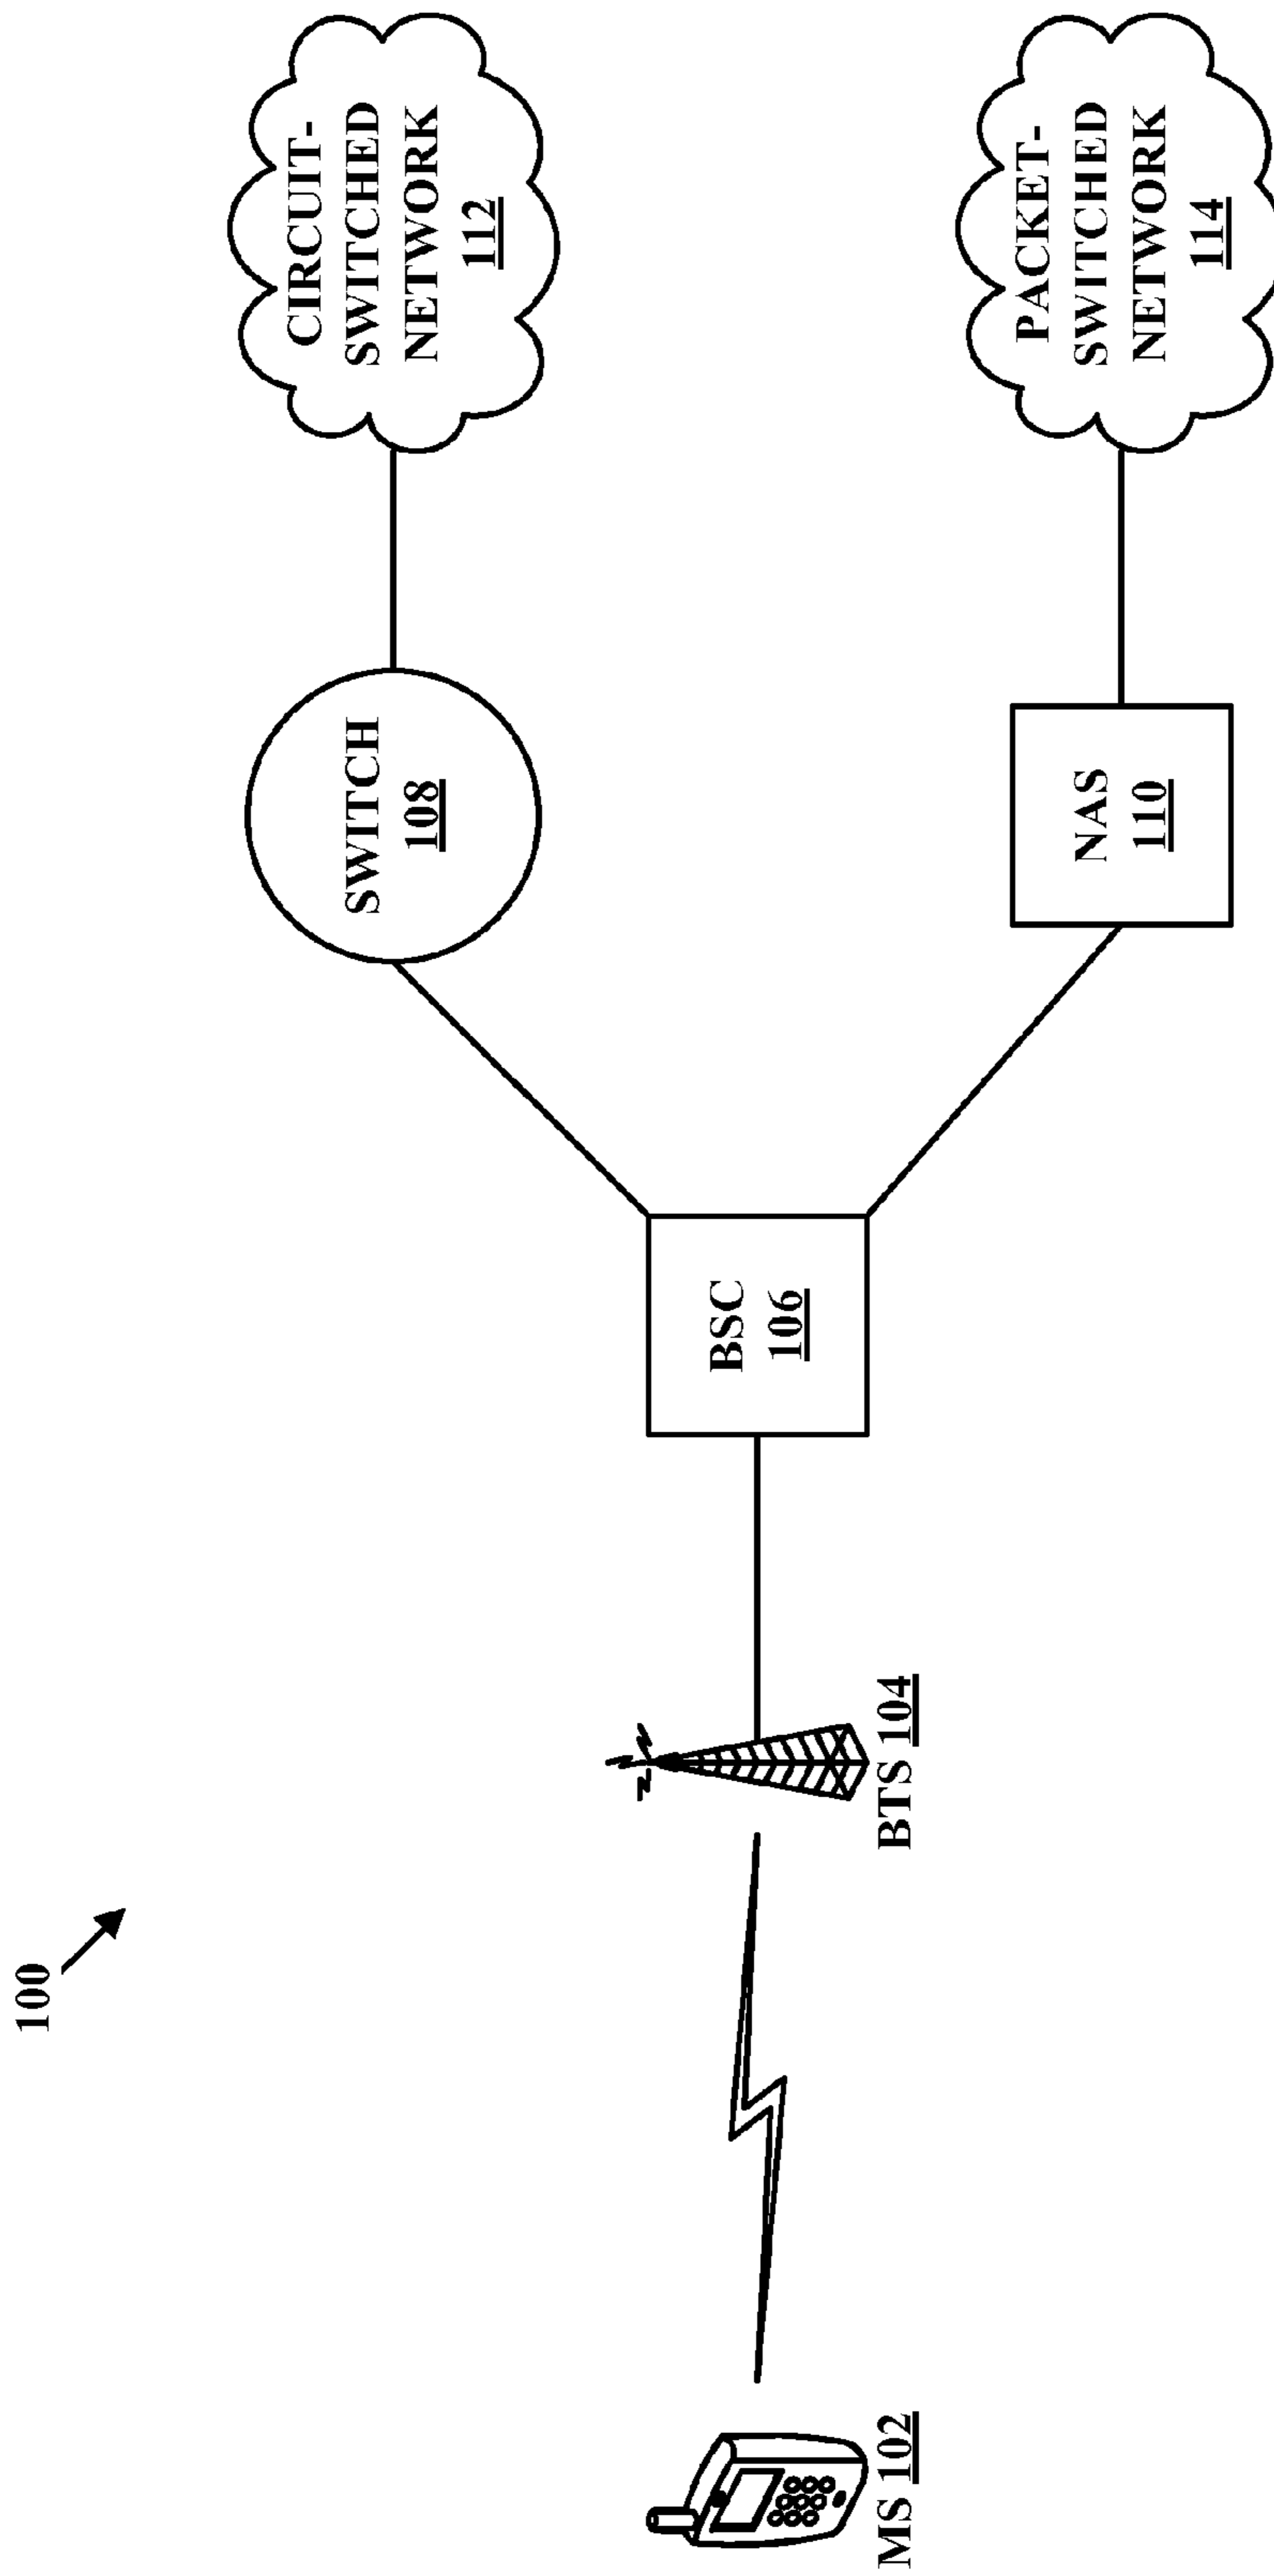 100
CIRCUIT-
SWITCHED
NETWORK
112
SWITCH
108
MS 102
BTS 104
BSC
106
NAS
110
PACKET-
SWITCHED
NETWORK
114